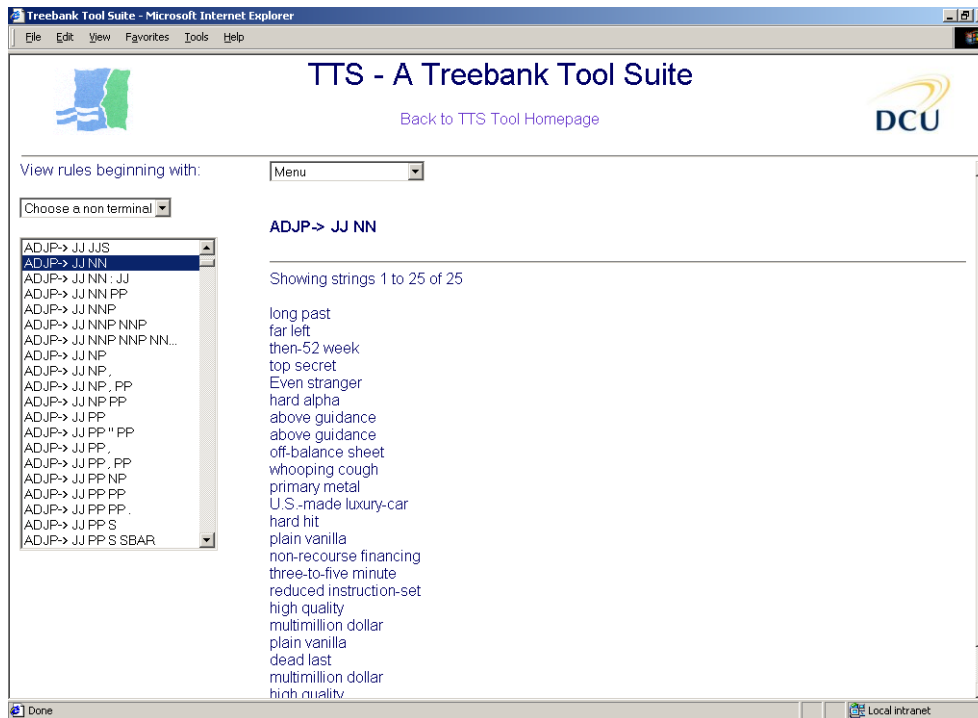 Treebank Tool Suite - Microsoft Internet Explorer
File Edit View Favorites Tools Help
TTS - A Treebank Tool Suite
Back to TTS Tool Homepage
DCU
View rules beginning with:
Menu
Choose a non terminal
ADJP-> JJ NN
ADJP-> JJ JJS
ADJP-> JJ NN
ADJP-> JJ NN : JJ
ADJP-> JJ NN PP
ADJP-> JJ NNP
ADJP-> JJ NNP NNP
ADJP-> JJ NNP NNP NN...
ADJP-> JJ NP
ADJP-> JJ NP ,
ADJP-> JJ NP , PP
ADJP-> JJ NP PP
ADJP-> JJ PP
ADJP-> JJ PP " PP
ADJP-> JJ PP ,
ADJP-> JJ PP , PP
ADJP-> JJ PP NP
ADJP-> JJ PP PP
ADJP-> JJ PP PP .
ADJP-> JJ PP S
ADJP-> JJ PP S SBAR
Showing strings 1 to 25 of 25
long past
far left
then-52 week
top secret
Even stranger
hard alpha
above guidance
above guidance
off-balance sheet
whooping cough
primary metal
U.S.-made luxury-car
hard hit
plain vanilla
non-recourse financing
three-to-five minute
reduced instruction-set
high quality
multimillion dollar
plain vanilla
dead last
multimillion dollar
high quality
Done
Local intranet